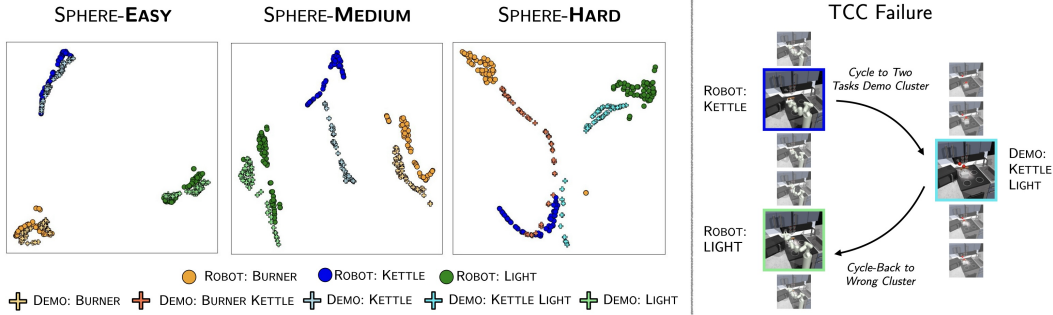 SPHERE-EASY
SPHERE-MEDIUM
SPHERE-HARD
ROBOT: BURNER
ROBOT: KETTLE
ROBOT: LIGHT
DEMO: BURNER
DEMO: BURNER KETTLE
DEMO: KETTLE
DEMO: KETTLE LIGHT
DEMO: LIGHT
TCC Failure
ROBOT:
KETTLE
Cycle to Two
Tasks Demo Cluster
DEMO:
KETTLE
LIGHT
ROBOT:
LIGHT
Cycle-Back to
Wrong Cluster